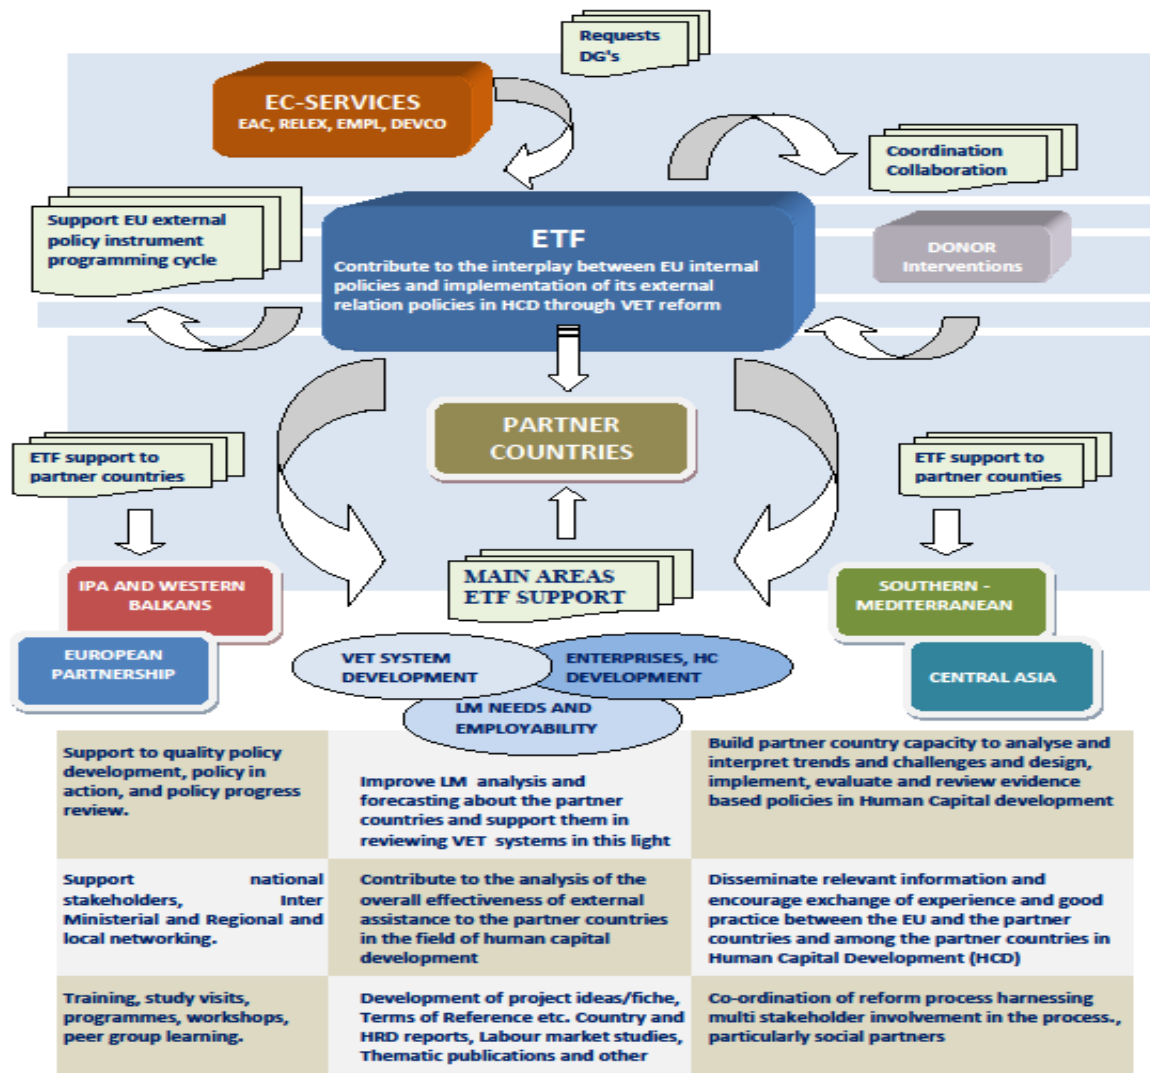 Requests
DG's
EC-SERVICES
EAC, RELEX, EMPL, DEVCO
Coordination
Collaboration
Support EU external
policy instrument
programming cycle
ETF
Contribute to the interplay between EU internal
policies and implementation of its external
relation policies in HCD through VET reform
DONOR
Interventions
PARTNER
COUNTRIES
ETF support to
partner countries
ETF support to
partner counties
IPA AND WESTERN
BALKANS
EUROPEAN
PARTNERSHIP
MAIN AREAS
ETF SUPPORT
SOUTHERN -
MEDITERRANEAN
CENTRAL ASIA
VET SYSTEM
DEVELOPMENT
ENTERPRISES, HC
DEVELOPMENT
LM NEEDS AND
EMPLOYABILITY
Support to quality policy
development, policy in
action, and policy progress
review.
Improve LM analysis and
forecasting about the partner
countries and support them in
reviewing VET systems in this light
Build partner country capacity to analyse and
interpret trends and challenges and design,
implement, evaluate and review evidence
based policies in Human Capital development
Support national
stakeholders, Inter
Ministerial and Regional and
local networking.
Contribute to the analysis of the
overall effectiveness of external
assistance to the partner countries
in the field of human capital
development
Disseminate relevant information and
encourage exchange of experience and good
practice between the EU and the partner
countries and among the partner countries in
Human Capital Development (HCD)
Training, study visits,
programmes, workshops,
peer group learning.
Development of project ideas/fiche,
Terms of Reference etc. Country and
HRD reports, Labour market studies,
Thematic publications and other
Co-ordination of reform process harnessing
multi stakeholder involvement in the process.,
particularly social partners